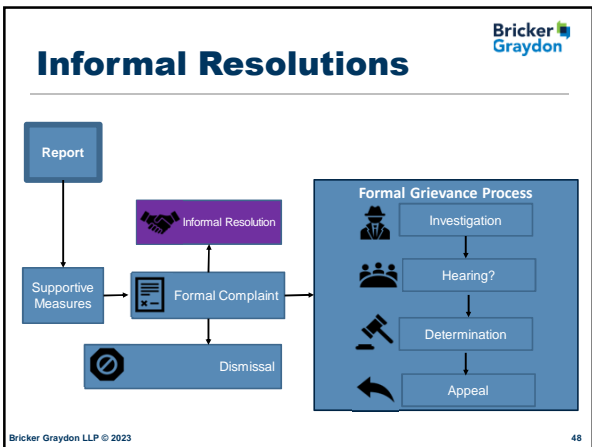 Informal Resolutions
Bricker
Graydon
Report
Supportive
Measures
Informal Resolution
Formal Complaint
Dismissal
Formal Grievance Process
Investigation
Hearing?
Determination
Appeal
Bricker Graydon LLP © 2023
48